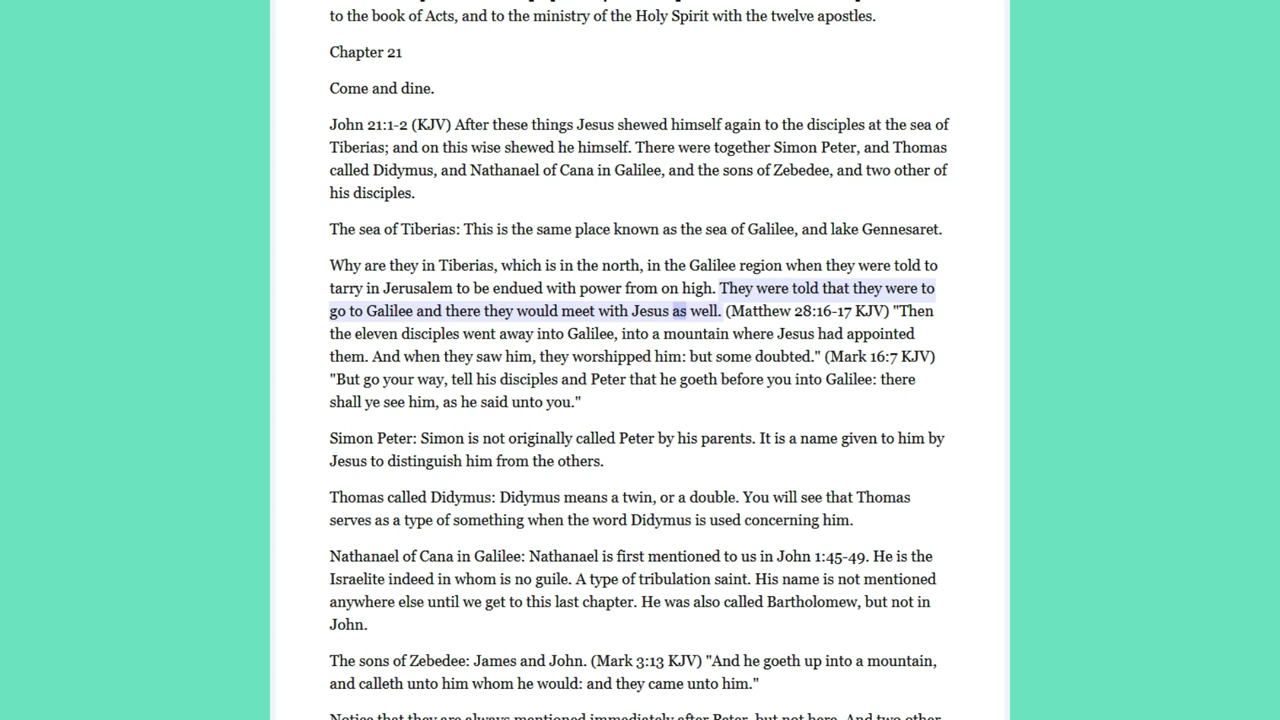 to the book of Acts, and to the ministry of the Holy Spirit with the twelve apostles.
Chapter 21
Come and dine.
John 21:1-2 (KJV) After these things Jesus shewed himself again to the disciples at the sea of
Tiberias; and on this wise shewed he himself. There were together Simon Peter, and Thomas
called Didymus, and Nathanael of Cana in Galilee, and the sons of Zebedee, and two other of
his disciples.
The sea of Tiberias: This is the same place known as the sea of Galilee, and lake Gennesaret.
Why are they in Tiberias, which is in the north, in the Galilee region when they were told to
tarry in Jerusalem to be endued with power from on high. They were told that they were to
go to Galilee and there they would meet with Jesus as well. (Matthew 28:16-17 KJV) "Then
the eleven disciples went away into Galilee, into a mountain where Jesus had appointed
them. And when they saw him, they worshipped him: but some doubted." (Mark 16:7 KJV)
"But go your way, tell his disciples and Peter that he goeth before you into Galilee: there
shall ye see him, as he said unto you."
Simon Peter: Simon is not originally called Peter by his parents. It is a name given to him by
Jesus to distinguish him from the others.
Thomas called Didymus: Didymus means a twin, or a double. You will see that Thomas
serves as a type of something when the word Didymus is used concerning him.
Nathanael of Cana in Galilee: Nathanael is first mentioned to us in John 1:45-49. He is the
Israelite indeed in whom is no guile. A type of tribulation saint. His name is not mentioned
anywhere else until we get to this last chapter. He was also called Bartholomew, but not in
John.
The sons of Zebedee: James and John. (Mark 3:13 KJV) "And he goeth up into a mountain,
and calleth unto him whom he would: and they came unto him."
Notice that they are always mentioned immediately after Peter, but not here. And two other